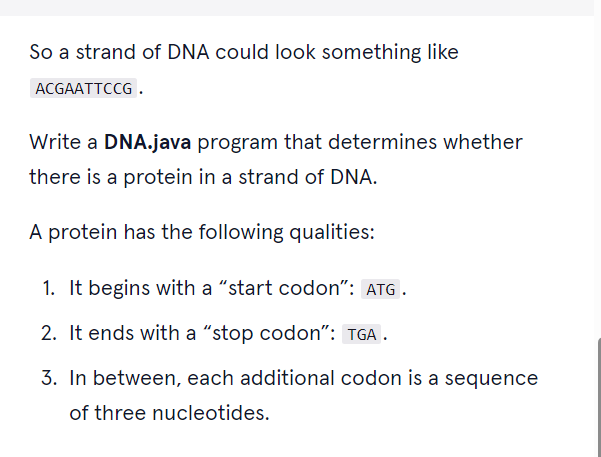 So a strand of DNA could look something like
ACGAATTCCG.
Write a DNA.java program that determines whether
there is a protein in a strand of DNA.
A protein has the following qualities:
1. It begins with a “start codon”: ATG.
2. It ends with a “stop codon”: TGA.
3. In between, each additional codon is a sequence
of three nucleotides.